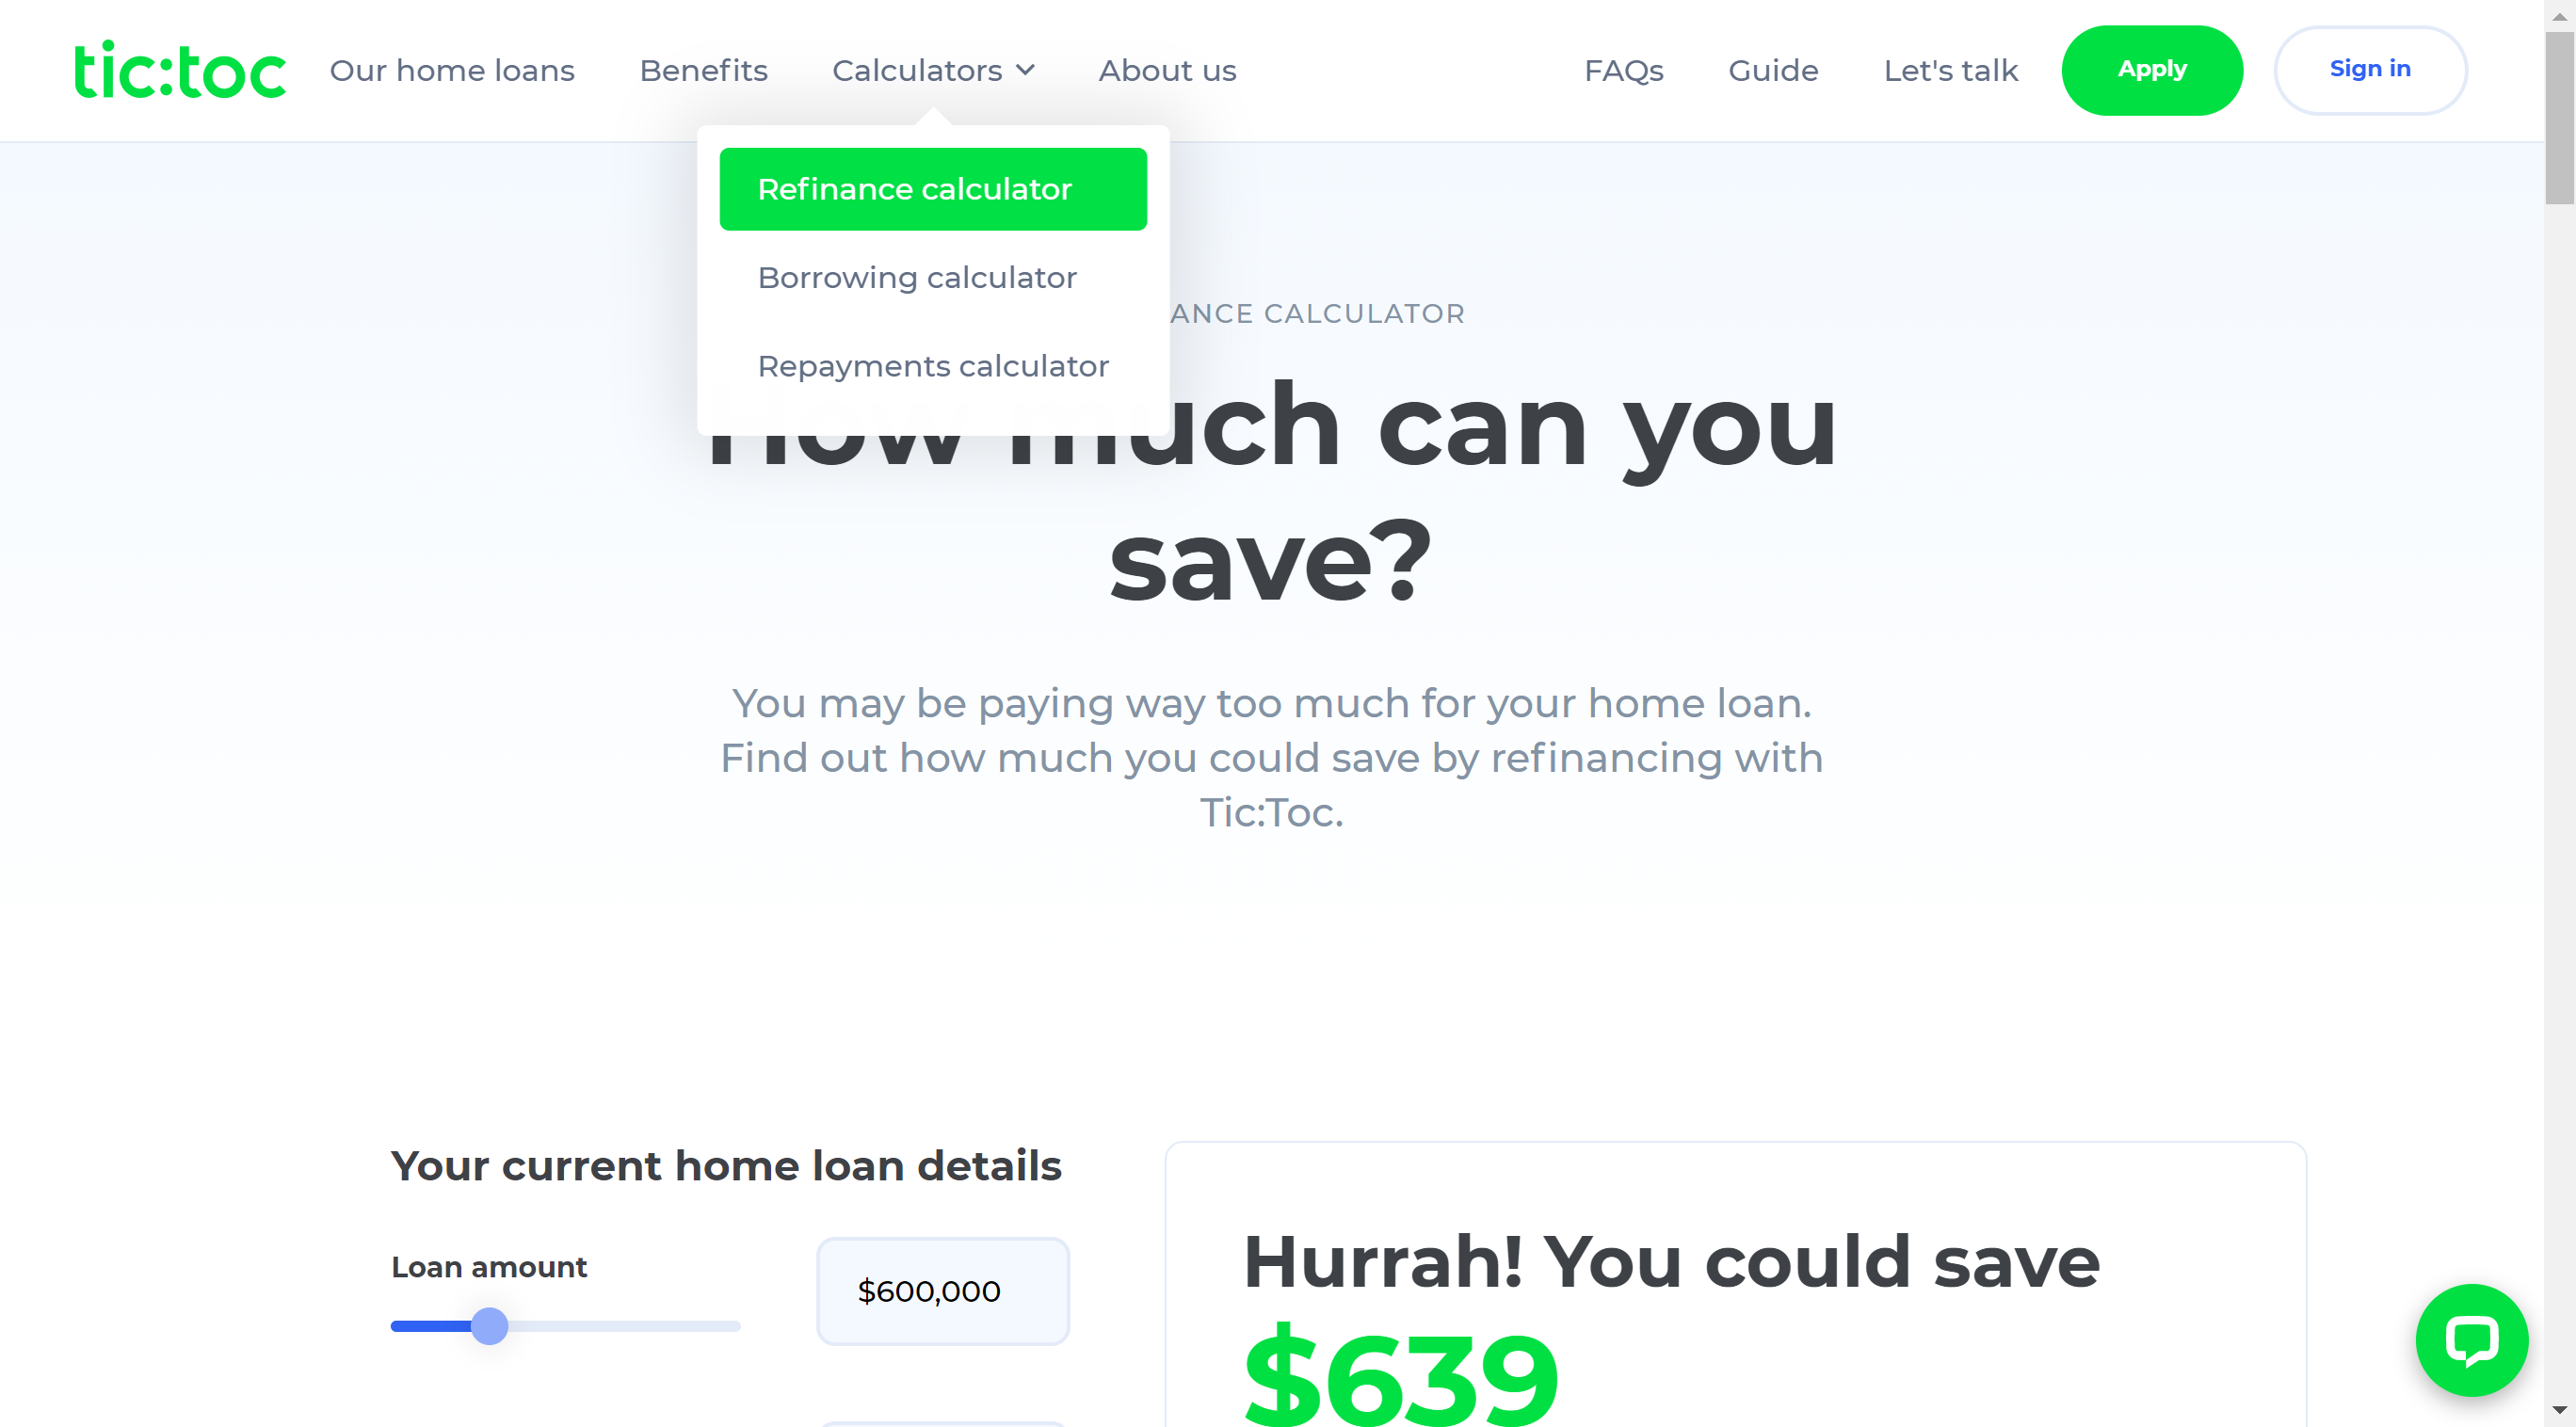 tic:toc
Our home loans
Benefits
Calculators
About us
FAQs
Guide
Let's talk
Apply
Sign in
Refinance calculator
Borrowing calculator
Repayments calculator
ANCE CALCULATOR
How much can you
save?
You may be paying way too much for your home loan.
Find out how much you could save by refinancing with
Tic:Toc.
Your current home loan details
Loan amount
$600,000
Hurrah! You could save
$639